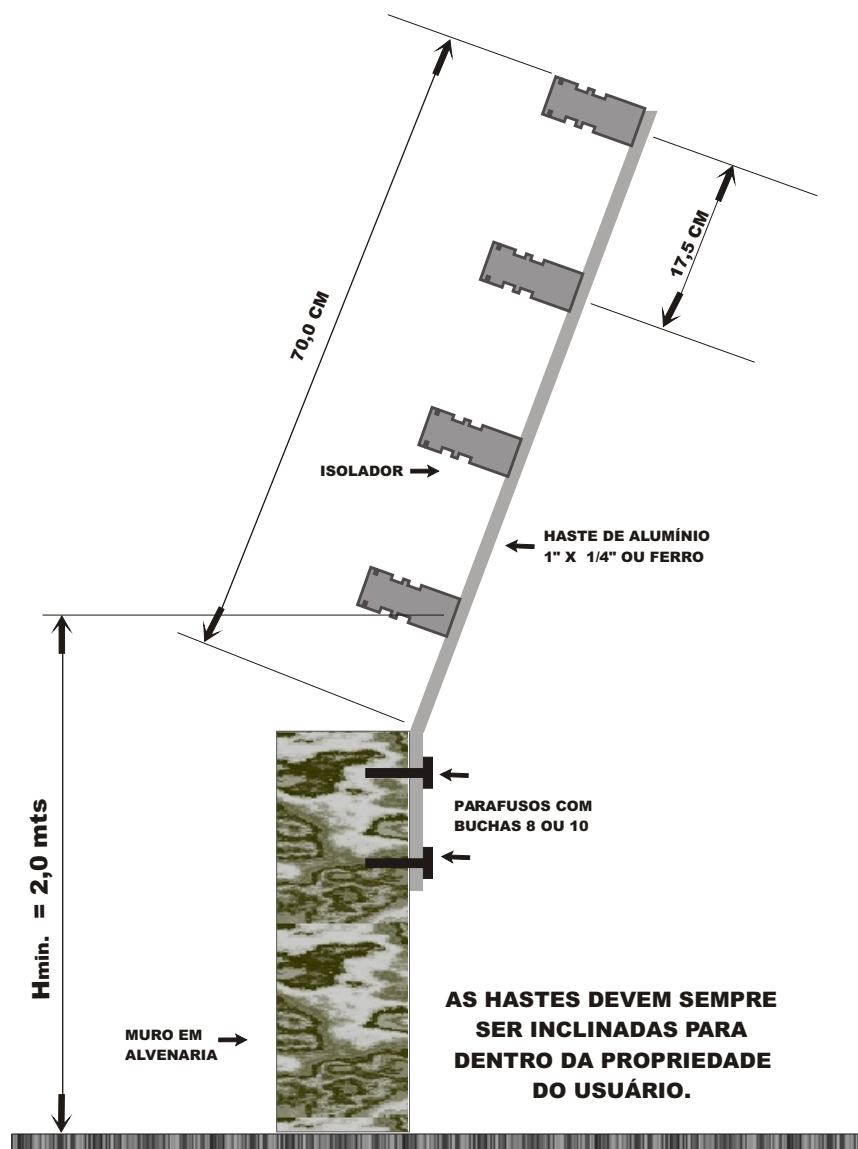 70,0 CM
17,5 CM
ISOLADOR
HASTE DE ALUMÍNIO
1" X 1/4" OU FERRO
Hmin. = 2,0 mts
PARAFUSOS COM
BUCHAS 8 OU 10
MURO EM
ALVENARIA
AS HASTES DEVEM SEMPRE
SER INCLINADAS PARA
DENTRO DA PROPRIEDADE
DO USUÁRIO.